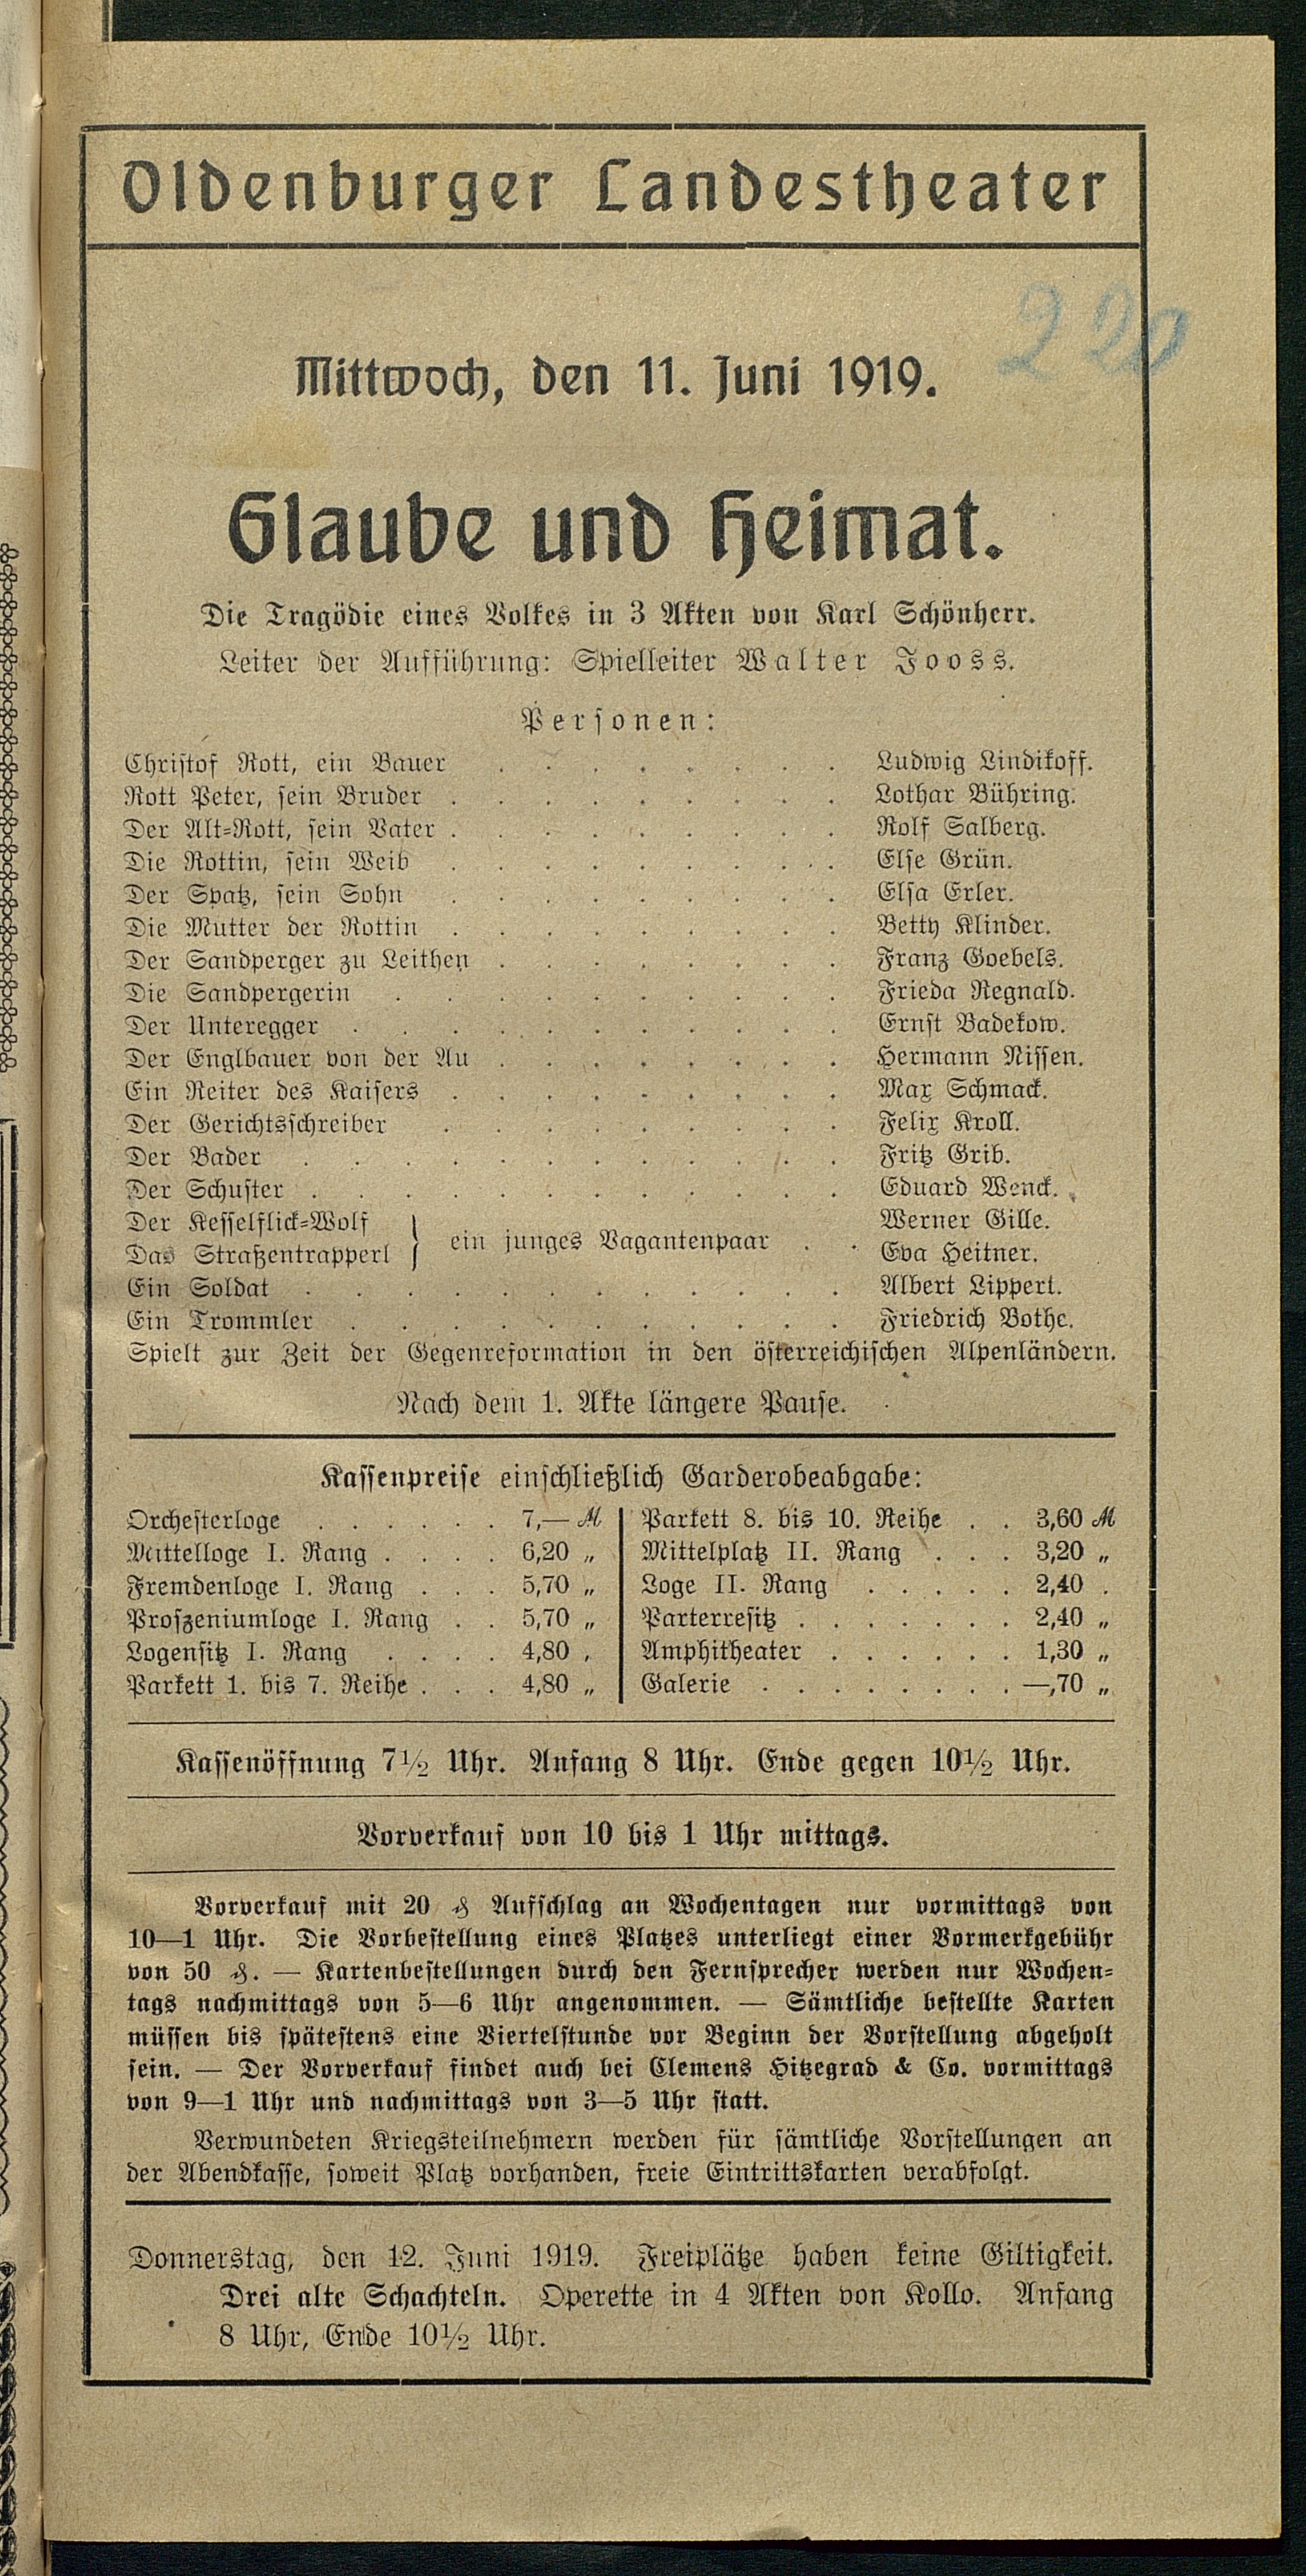 Oldenburger Landestheater
220
Mittwoch, den 11. Juni 1919.
Glaube und Heimat.
Die Tragödie eines Volkes in 3 Akten von Karl Schönherr.
Leiter der Aufführung: Spielleiter Walter Jooss.
Personen:
Christof Rott, ein Bauer . . . . . . . . Ludwig Lindikoff.
Rott Peter, sein Bruder . . . . . . . . . Lothar Bühring.
Der Alt=Rott, sein Vater . . . . . . . . . Rolf Salberg.
Die Rottin, sein Weib . . . . . . . . . Else Grün.
Der Spatz, sein Sohn . . . . . . . . . Elsa Erler.
Die Mutter der Rottin . . . . . . . . . Betty Klinder.
Der Sandperger zu Leithen . . . . . . . . Franz Goebels.
Die Sandpergerin . . . . . . . . . . Frieda Regnald.
Der Unteregger . . . . . . . . . . . Ernst Badekow.
Der Englbauer von der Au . . . . . . . . Hermann Nissen.
Ein Reiter des Kaisers . . . . . . . . . Max Schmack.
Der Gerichtsschreiber . . . . . . . . . Felix Kroll.
Der Bader . . . . . . . . . . . . Fritz Grib.
Der Schuster . . . . . . . . . . . . Eduard Wenck.
Der Kesselflick=Wolf } ein junges Vagantenpaar . . Werner Gille.
Das Straßentrapperl } Eva Heitner.
Ein Soldat . . . . . . . . . . . . Albert Lippert.
Ein Trommler . . . . . . . . . . . Friedrich Bothe.
Spielt zur Zeit der Gegenreformation in den österreichischen Alpenländern.
Nach dem 1. Akte längere Pause.
Kassenpreise einschließlich Garderobeabgabe:
Orchesterloge . . . . . . 7,— ℳ | Parkett 8. bis 10. Reihe . . 3,60 ℳ
Mittelloge I. Rang . . . . 6,20 „ | Mittelplatz II. Rang . . . 3,20 „
Fremdenloge I. Rang . . . 5,70 „ | Loge II. Rang . . . . . 2,40 .
Proszeniumloge I. Rang . . 5,70 „ | Parterresitz . . . . . . . 2,40 „
Logensitz I. Rang . . . . 4,80 , | Amphitheater . . . . . . 1,30 „
Parkett 1. bis 7. Reihe . . . 4,80 „ | Galerie . . . . . . . . —,70 „
Kassenöffnung 7½ Uhr. Anfang 8 Uhr. Ende gegen 10½ Uhr.
Vorverkauf von 10 bis 1 Uhr mittags.
Vorverkauf mit 20 ₰ Aufschlag an Wochentagen nur vormittags von
10—1 Uhr. Die Vorbestellung eines Platzes unterliegt einer Vormerkgebühr
von 50 ₰. — Kartenbestellungen durch den Fernsprecher werden nur Wochen=
tags nachmittags von 5—6 Uhr angenommen. — Sämtliche bestellte Karten
müssen bis spätestens eine Viertelstunde vor Beginn der Vorstellung abgeholt
sein. — Der Vorverkauf findet auch bei Clemens Hitzegrad & Co. vormittags
von 9—1 Uhr und nachmittags von 3—5 Uhr statt.
Verwundeten Kriegsteilnehmern werden für sämtliche Vorstellungen an
der Abendkasse, soweit Platz vorhanden, freie Eintrittskarten verabfolgt.
Donnerstag, den 12. Juni 1919. Freiplätze haben keine Giltigkeit.
Drei alte Schachteln. Operette in 4 Akten von Kollo. Anfang
8 Uhr, Ende 10½ Uhr.